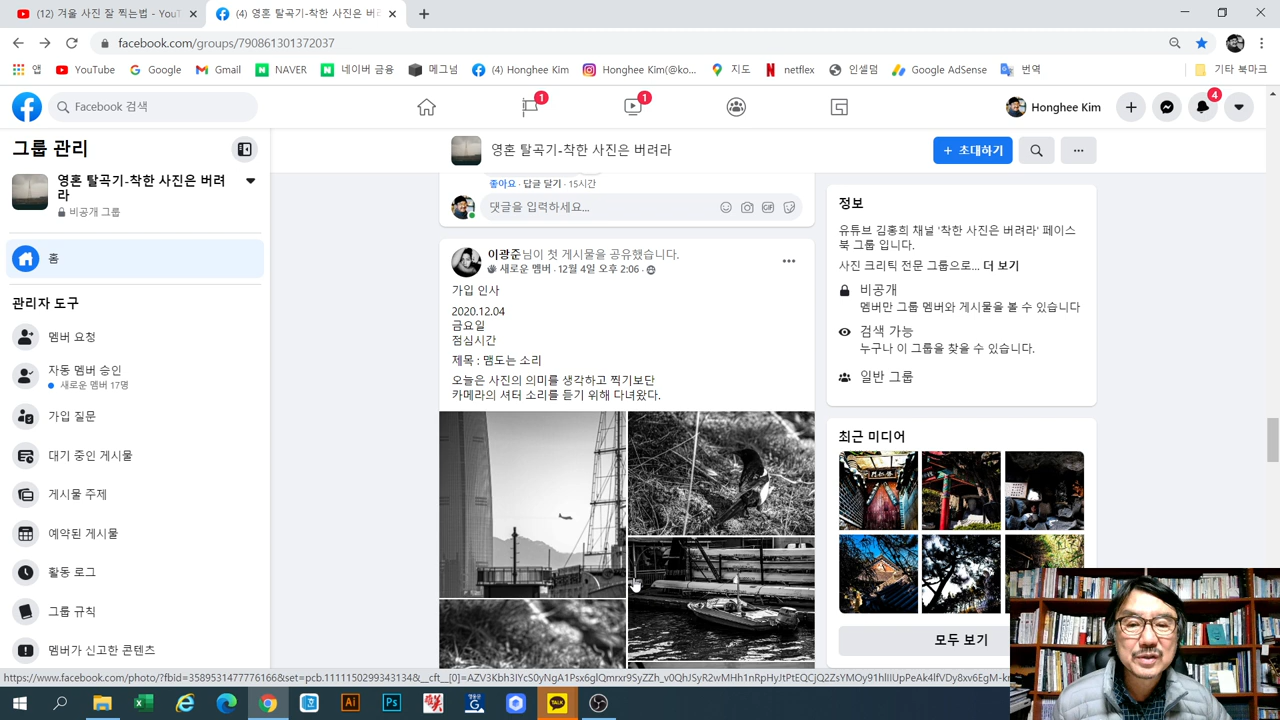 (12) 겨울 사진 잘 찍는법 - YouT
(4) 영혼 탈곡기-착한 사진은 버려
facebook.com/groups/790861301372037
앱
YouTube
Google
Gmail
NAVER
네이버 금융
메그넘
(4) Honghee Kim
Honghee Kim(@ko...
지도
netflex
인셀덤
Google AdSense
번역
기타 북마크
Facebook 검색
1
1
Honghee Kim
4
그룹 관리
영혼 탈곡기-착한 사진은 버려
라
비공개 그룹
홈
관리자 도구
멤버 요청
자동 멤버 승인
새로운 멤버 17명
가입 질문
대기 중인 게시물
게시물 주제
예약된 게시물
활동 로그
그룹 규칙
멤버가 신고한 콘텐츠
영혼 탈곡기-착한 사진은 버려라
+ 초대하기
좋아요 · 답글 달기 · 15시간
댓글을 입력하세요...
GIF
이광준님이 첫 게시물을 공유했습니다.
새로운 멤버 · 12월 4일 오후 2:06 ·
가입 인사
2020.12.04
금요일
점심시간
제목 : 맴도는 소리
오늘은 사진의 의미를 생각하고 찍기보단
카메라의 셔터 소리를 듣기 위해 다녀왔다.
정보
유튜브 김홍희 채널 '착한 사진은 버려라' 페이스
북 그룹 입니다.
사진 크리틱 전문 그룹으로... 더 보기
비공개
멤버만 그룹 멤버와 게시물을 볼 수 있습니다
검색 가능
누구나 이 그룹을 찾을 수 있습니다.
일반 그룹
최근 미디어
모두 보기
Ai
Ps
TALK